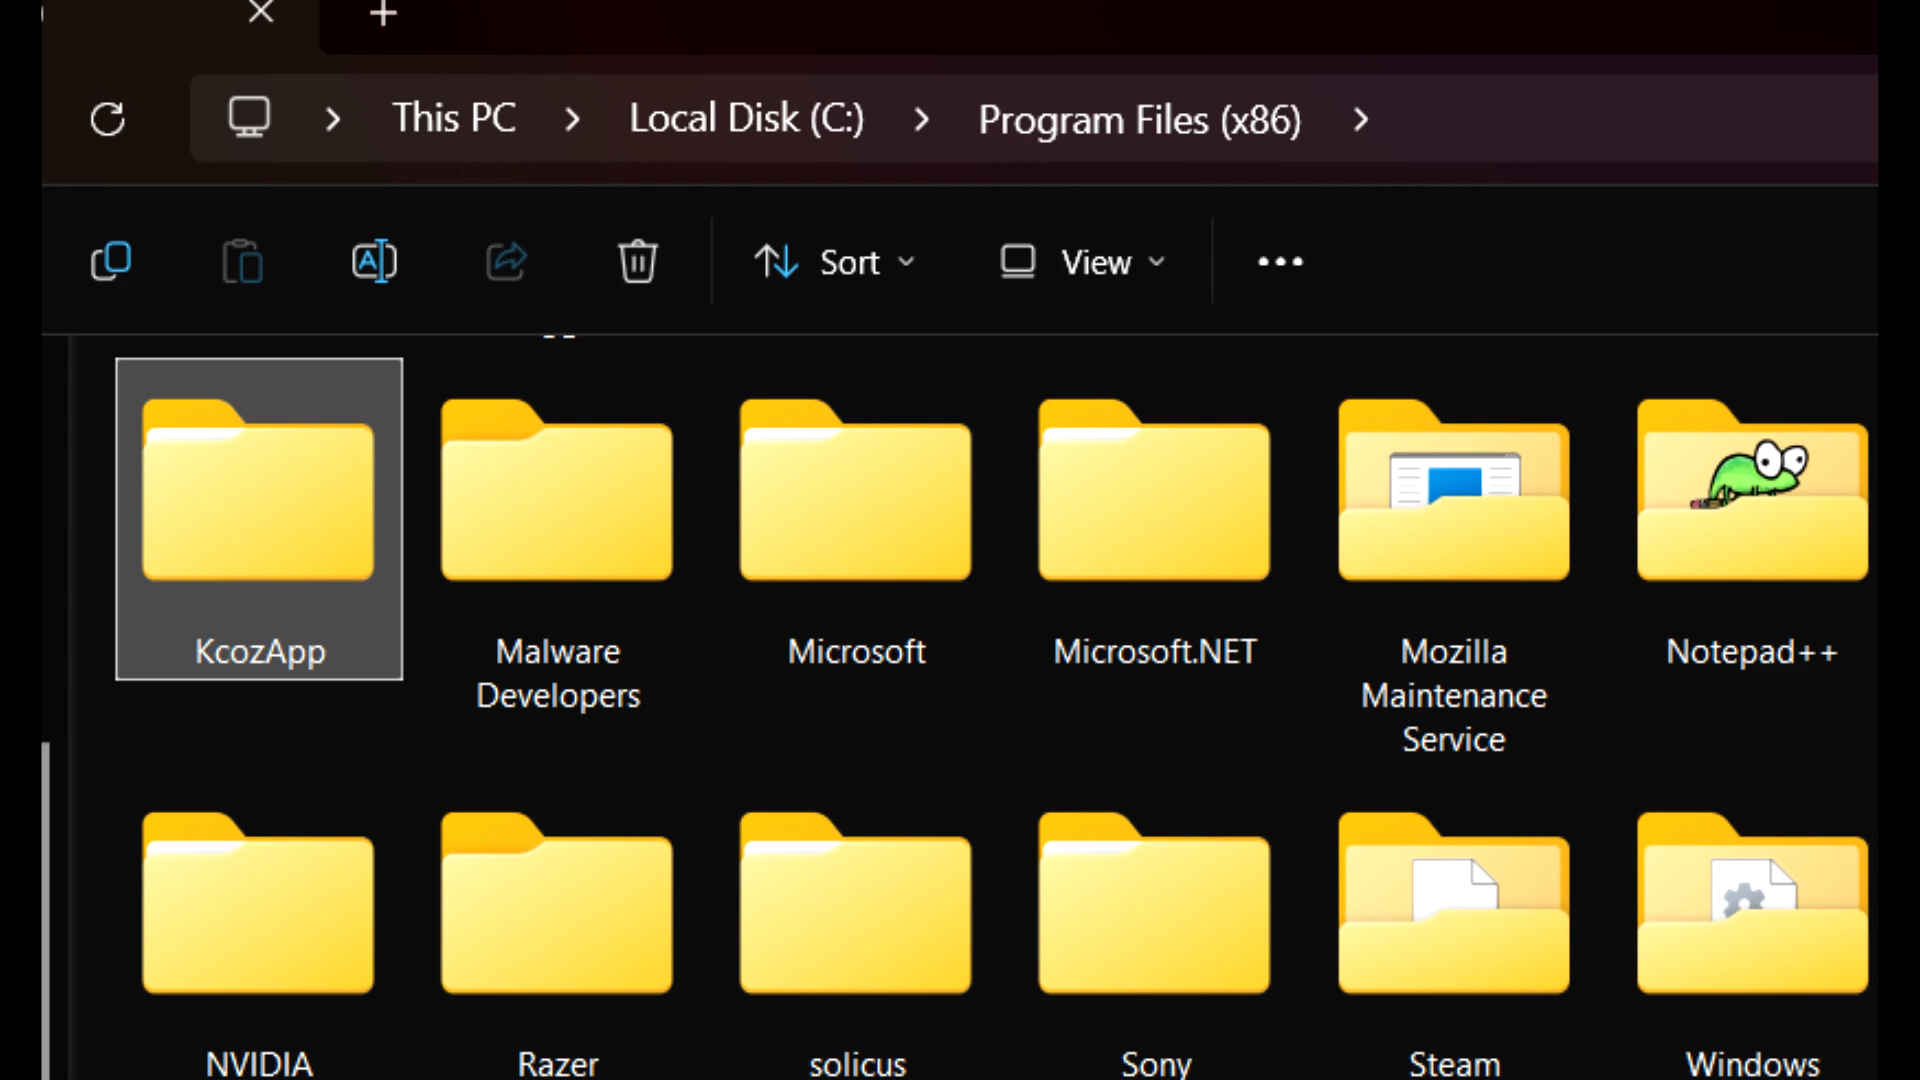 This PC
Local Disk (C:)
Program Files (x86)
Sort
View
KcozApp
Malware
Developers
Microsoft
Microsoft.NET
Mozilla
Maintenance
Service
Notepad++
NVIDIA
Razer
solicus
Sony
Steam
Windows